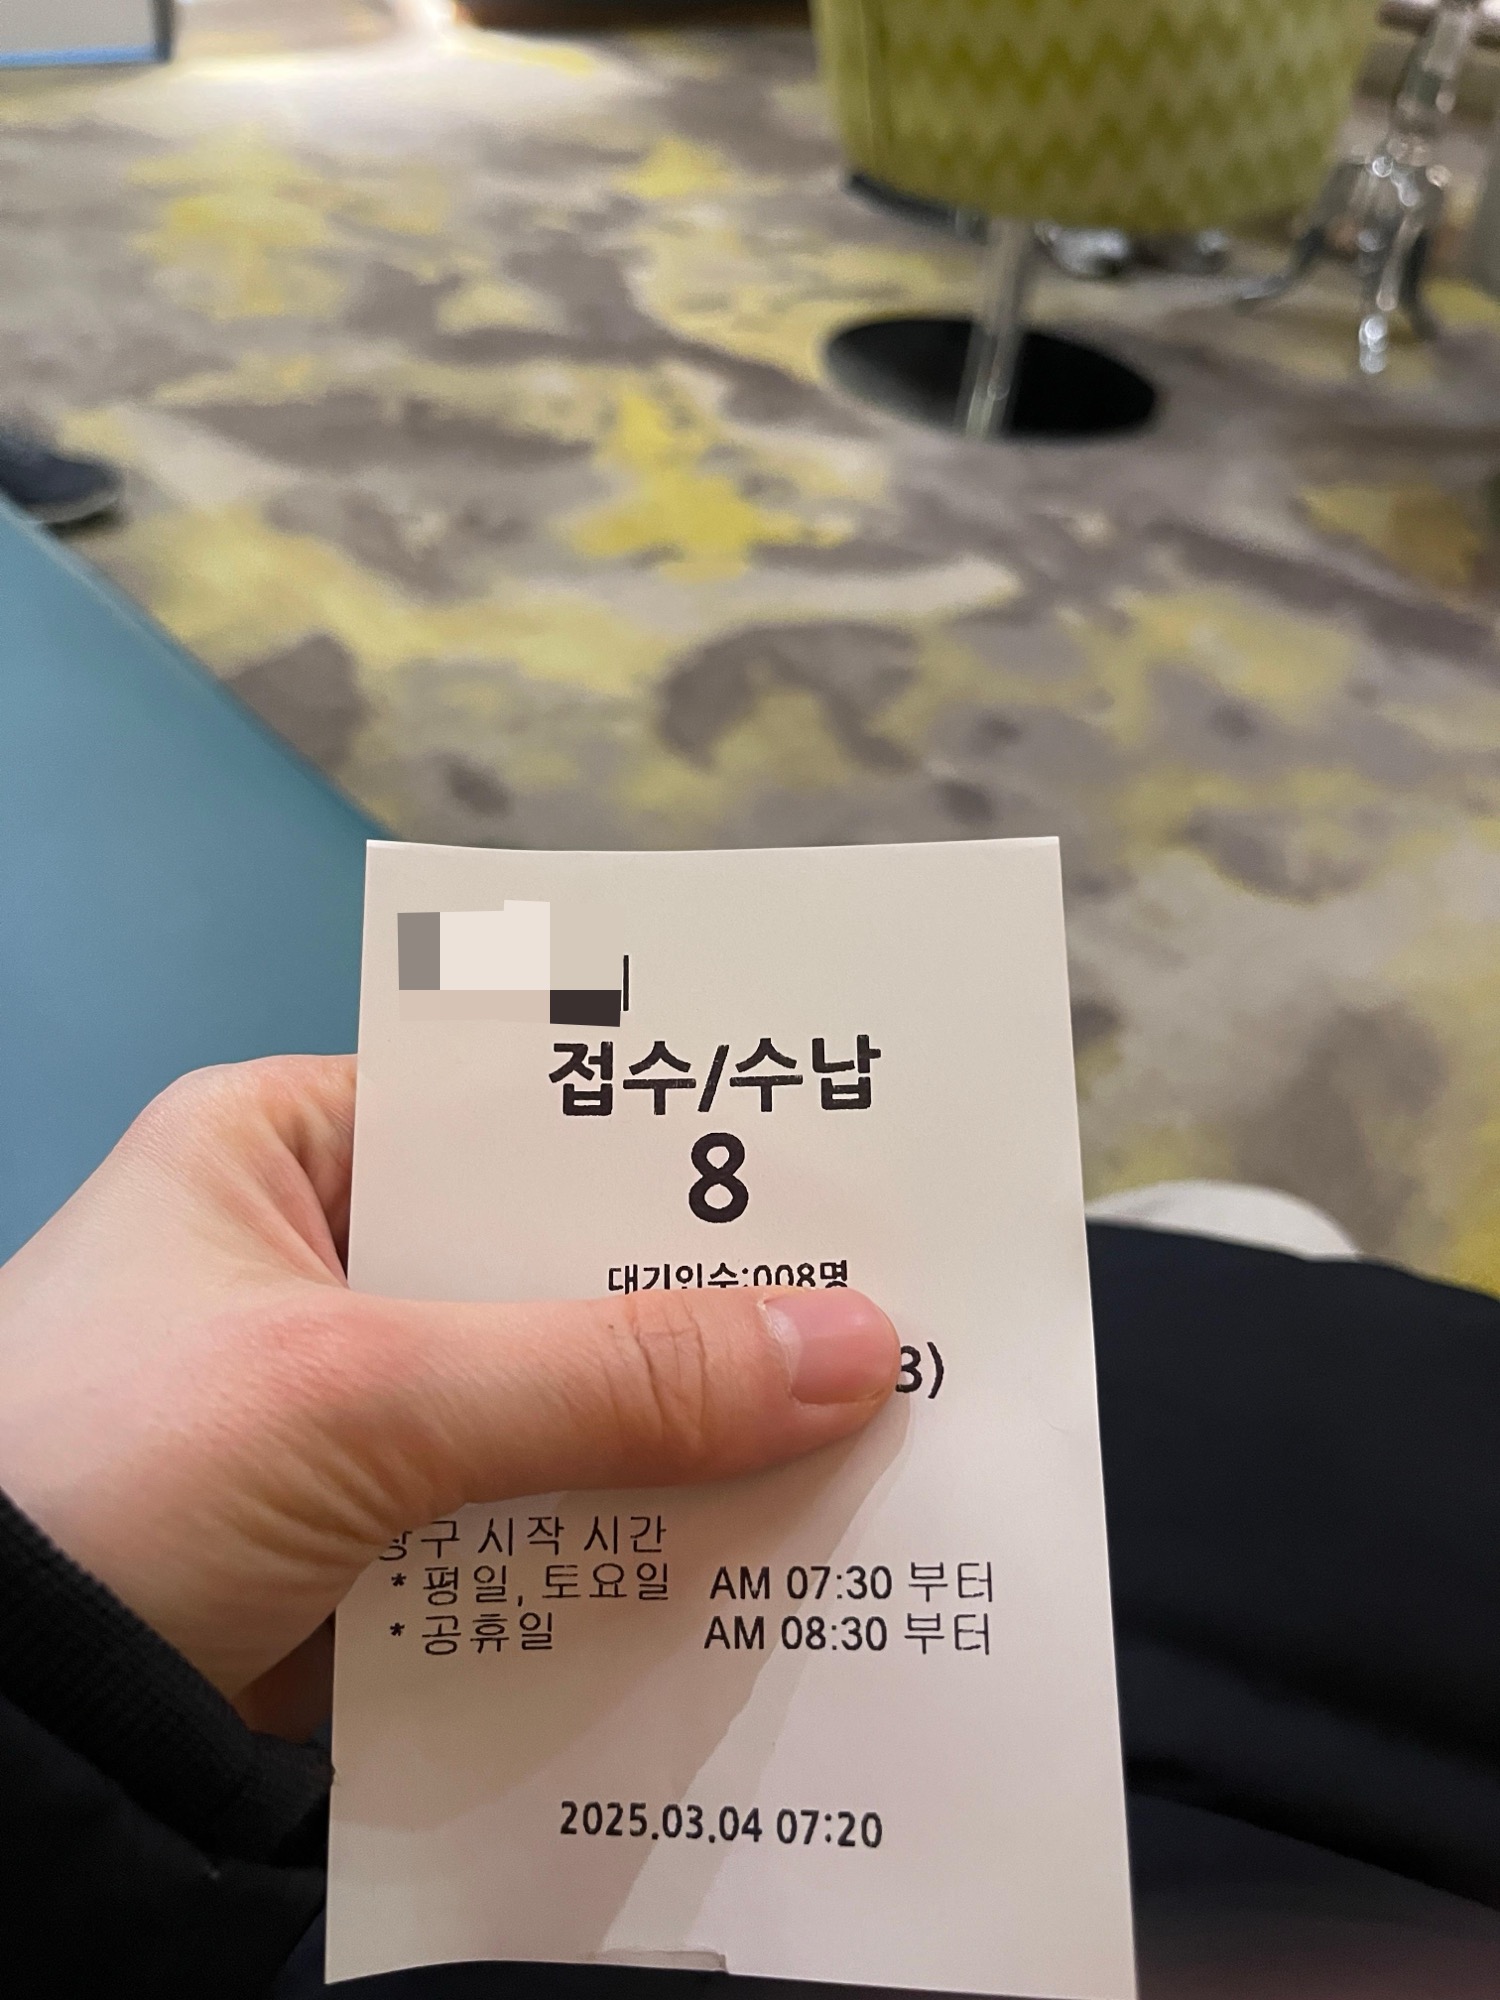 접수/수납
8
대기인수:008명
3)
창구 시작 시간
* 평일, 토요일 AM 07:30 부터
* 공휴일 AM 08:30 부터
2025.03.04 07:20